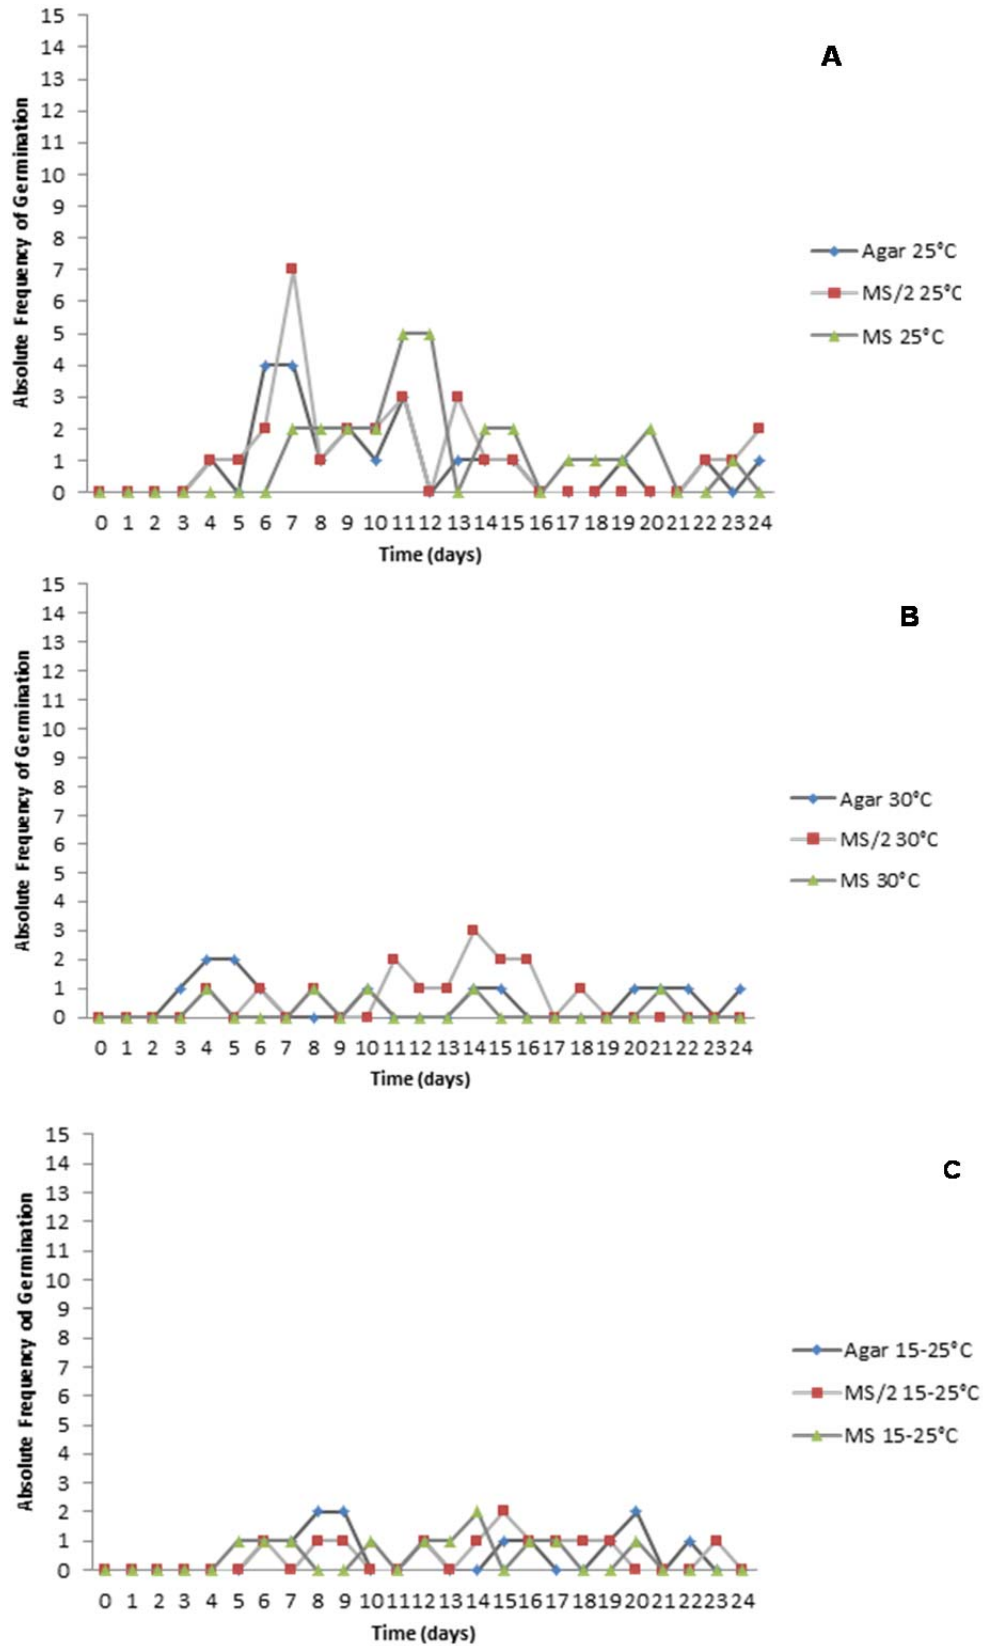 A
Absolute Frequency of Germination
15
14
13
12
11
10
9
8
7
6
5
4
3
2
1
0
0 1 2 3 4 5 6 7 8 9 10 11 12 13 14 15 16 17 18 19 20 21 22 23 24
Time (days)
Agar 25°C
MS/2 25°C
MS 25°C
B
Absolute Frequency of Germination
15
14
13
12
11
10
9
8
7
6
5
4
3
2
1
0
0 1 2 3 4 5 6 7 8 9 10 11 12 13 14 15 16 17 18 19 20 21 22 23 24
Time (days)
Agar 30°C
MS/2 30°C
MS 30°C
C
Absolute Frequency od Germination
15
14
13
12
11
10
9
8
7
6
5
4
3
2
1
0
0 1 2 3 4 5 6 7 8 9 10 11 12 13 14 15 16 17 18 19 20 21 22 23 24
Time (days)
Agar 15-25°C
MS/2 15-25°C
MS 15-25°C